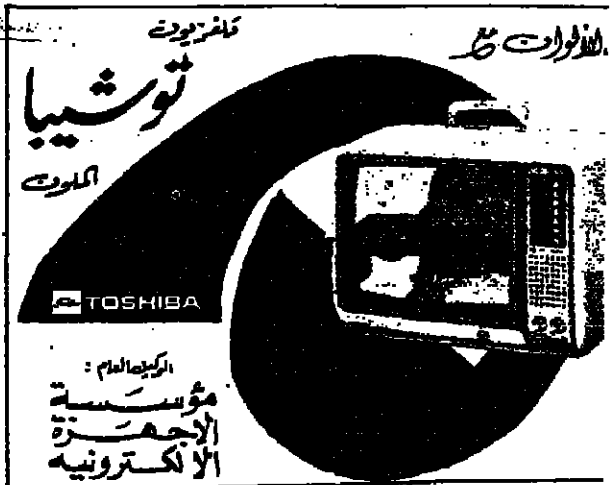 الألوان مع
تلفزيون
توشيبا
الملون
TOSHIBA
الوكيل العام :
مؤسسة
الاجهزة
الالكترونيه